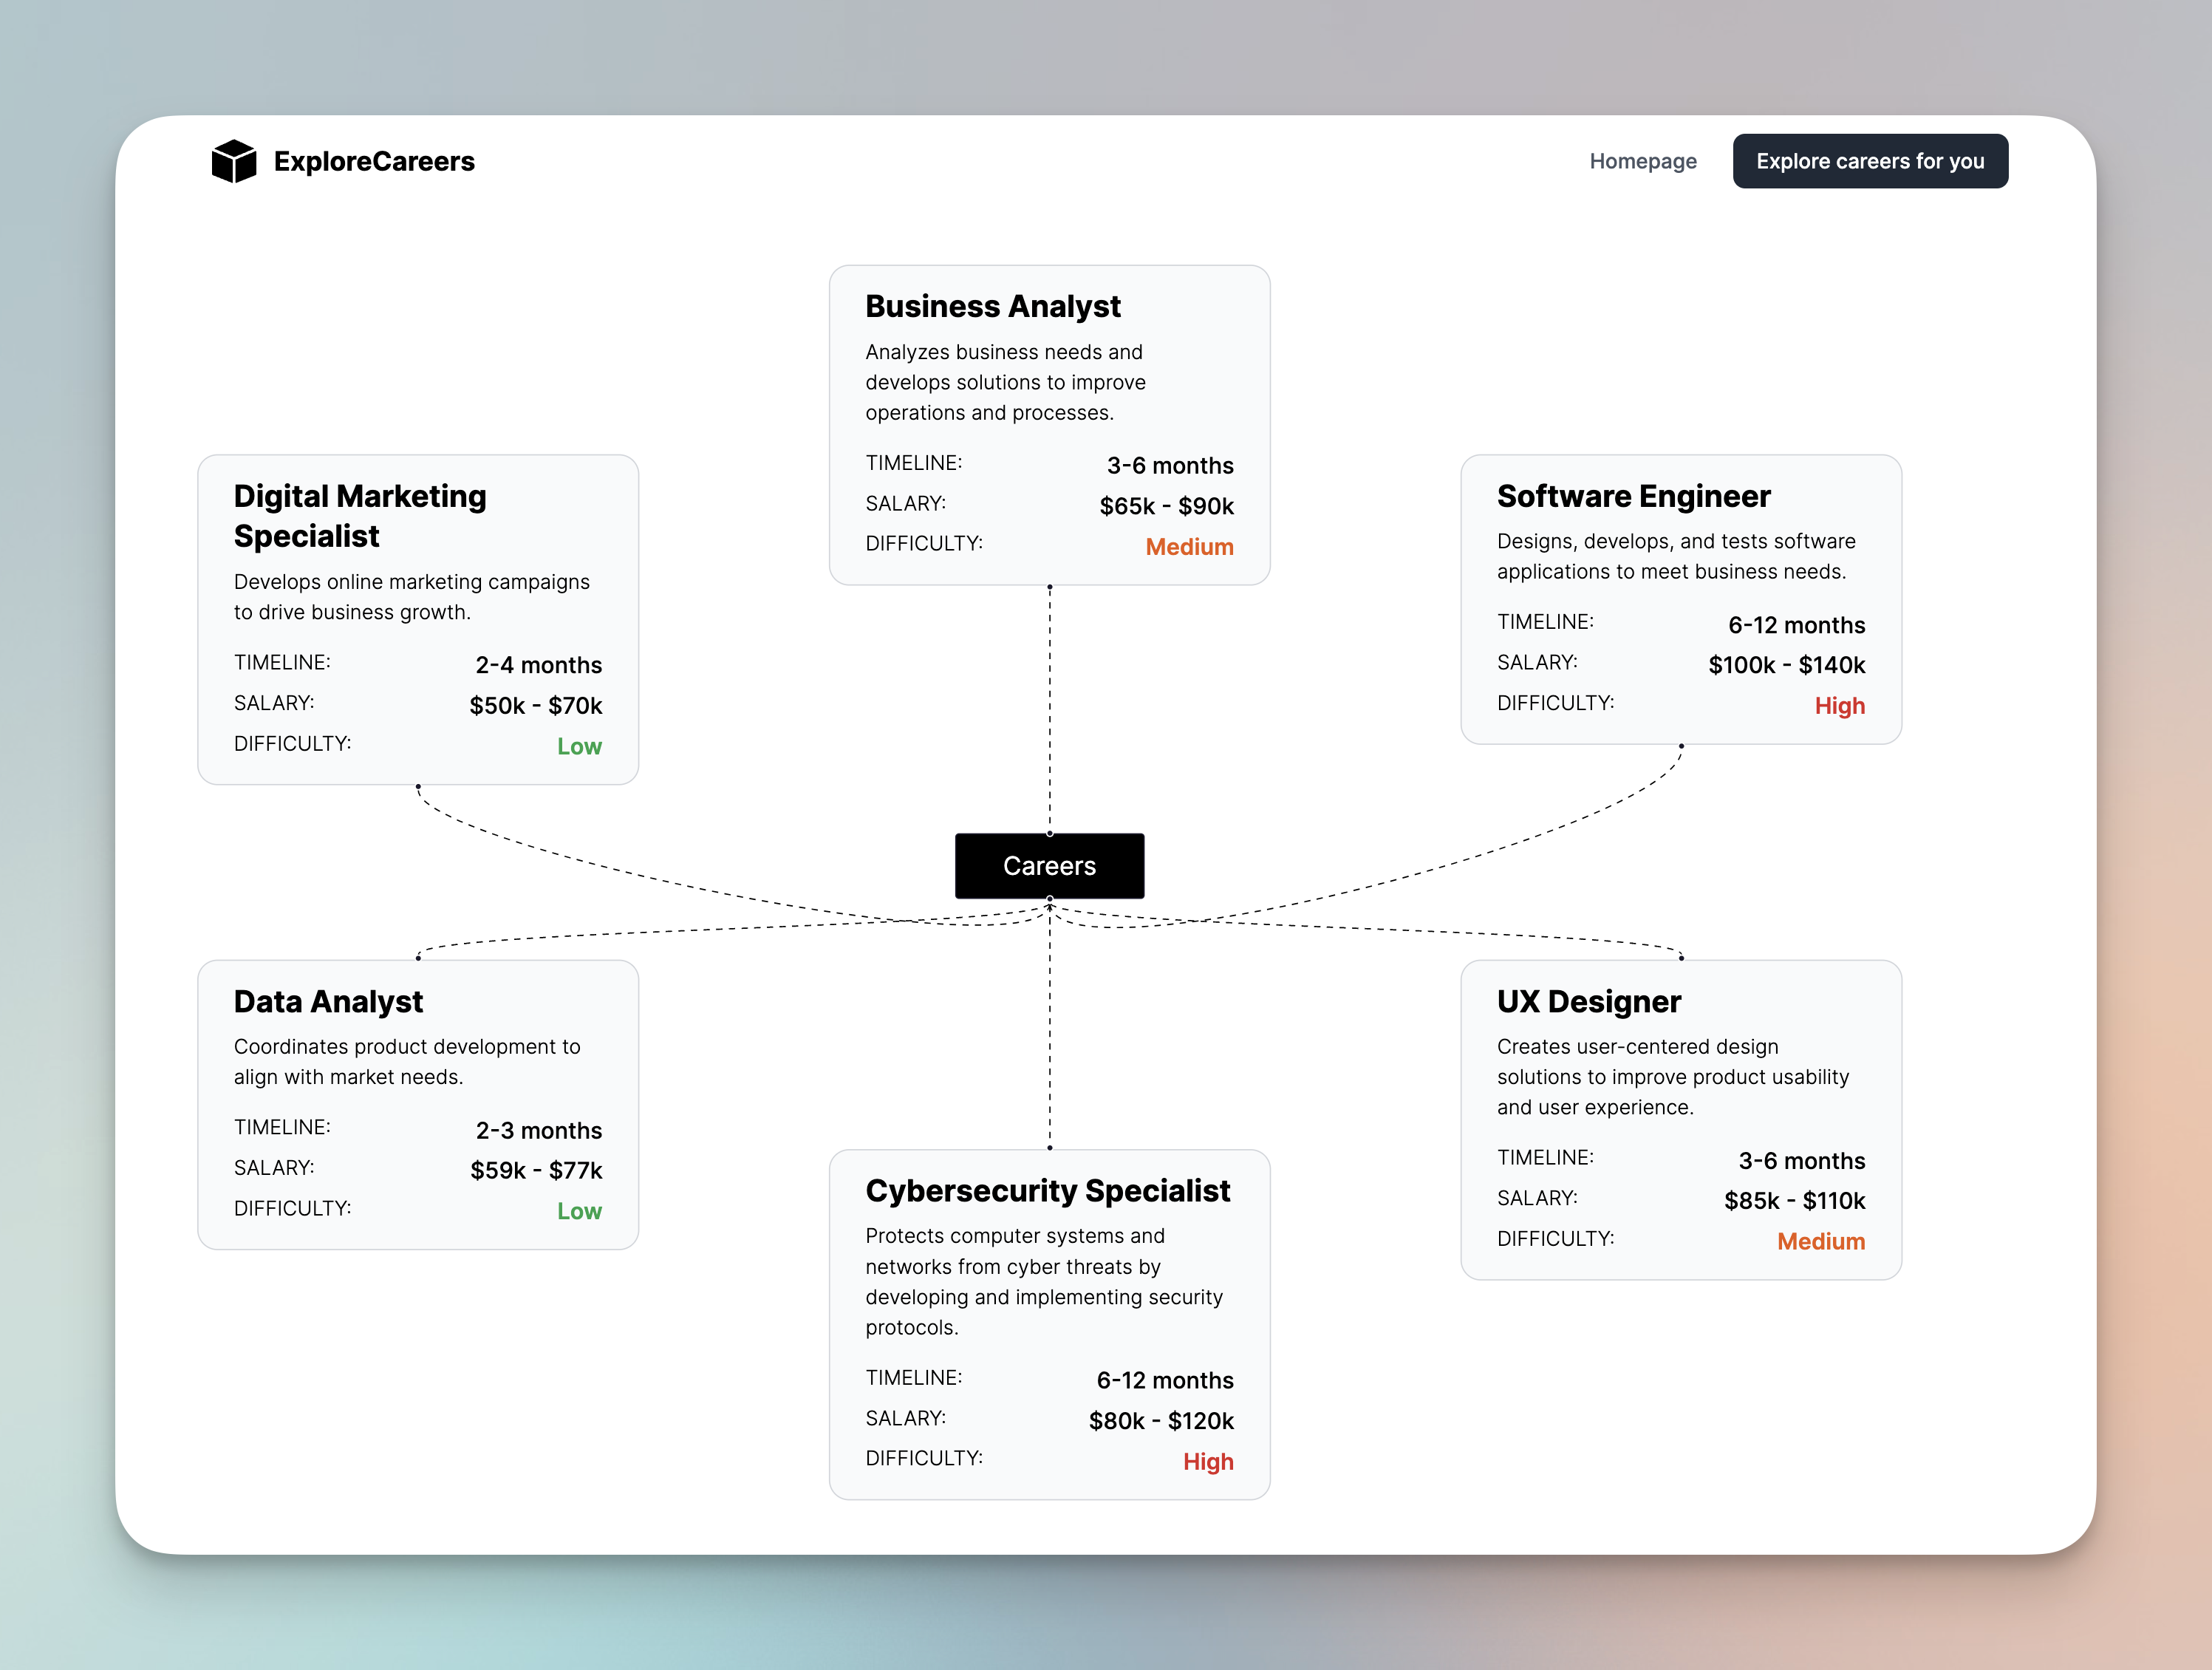 ExploreCareers
Homepage
Explore careers for you
Business Analyst
Analyzes business needs and
develops solutions to improve
operations and processes.
TIMELINE: 3-6 months
SALARY: $65k - $90k
DIFFICULTY: Medium
Digital Marketing
Specialist
Develops online marketing campaigns
to drive business growth.
TIMELINE: 2-4 months
SALARY: $50k - $70k
DIFFICULTY: Low
Software Engineer
Designs, develops, and tests software
applications to meet business needs.
TIMELINE: 6-12 months
SALARY: $100k - $140k
DIFFICULTY: High
Careers
Data Analyst
Coordinates product development to
align with market needs.
TIMELINE: 2-3 months
SALARY: $59k - $77k
DIFFICULTY: Low
Cybersecurity Specialist
Protects computer systems and
networks from cyber threats by
developing and implementing security
protocols.
TIMELINE: 6-12 months
SALARY: $80k - $120k
DIFFICULTY: High
UX Designer
Creates user-centered design
solutions to improve product usability
and user experience.
TIMELINE: 3-6 months
SALARY: $85k - $110k
DIFFICULTY: Medium